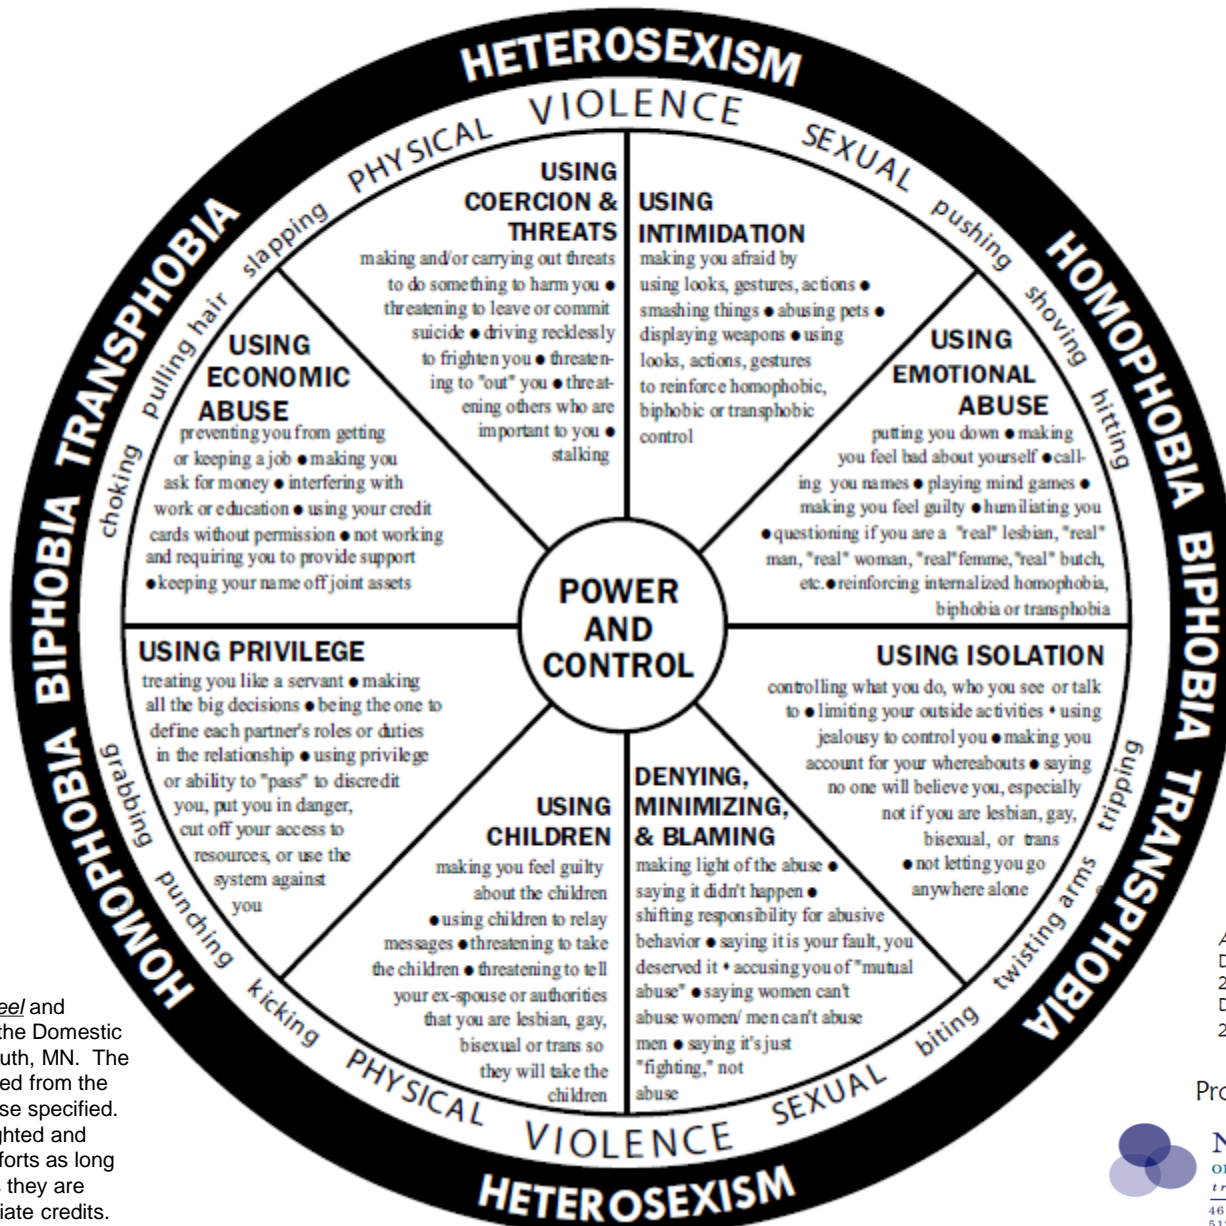 HETEROSEXISM
HOMOPHOBIA BIPHOBIA TRANSPHOBIA
HETEROSEXISM
HOMOPHOBIA BIPHOBIA TRANSPHOBIA
PHYSICAL VIOLENCE SEXUAL
pushing shoving hitting
tripping twisting arms biting
PHYSICAL VIOLENCE SEXUAL
kicking punching grabbing
choking pulling hair slapping
USING
COERCION &
THREATS
making and/or carrying out threats
to do something to harm you ●
threatening to leave or commit
suicide ● driving recklessly
to frighten you ● threaten-
ing to "out" you ● threat-
ening others who are
important to you ●
stalking
USING
INTIMIDATION
making you afraid by
using looks, gestures, actions ●
smashing things ● abusing pets ●
displaying weapons ● using
looks, actions, gestures
to reinforce homophobic,
biphobic or transphobic
control
USING
EMOTIONAL
ABUSE
putting you down ● making
you feel bad about yourself ● call-
ing you names ● playing mind games ●
making you feel guilty ● humiliating you
● questioning if you are a "real" lesbian, "real"
man, "real" woman, "real" femme, "real" butch,
etc. ● reinforcing internalized homophobia,
biphobia or transphobia
USING ISOLATION
controlling what you do, who you see or talk
to ● limiting your outside activities • using
jealousy to control you ● making you
account for your whereabouts ● saying
no one will believe you, especially
not if you are lesbian, gay,
bisexual, or trans
● not letting you go
anywhere alone
DENYING,
MINIMIZING,
& BLAMING
making light of the abuse ●
saying it didn't happen ●
shifting responsibility for abusive
behavior ● saying it is your fault, you
deserved it • accusing you of "mutual
abuse" ● saying women can't
abuse women/ men can't abuse
men ● saying it's just
"fighting," not
abuse
USING
CHILDREN
making you feel guilty
about the children
● using children to relay
messages ● threatening to take
the children ● threatening to tell
your ex-spouse or authorities
that you are lesbian, gay,
bisexual or trans so
they will take the
children
USING PRIVILEGE
treating you like a servant ● making
all the big decisions ● being the one to
define each partner's roles or duties
in the relationship ● using privilege
or ability to "pass" to discredit
you, put you in danger,
cut off your access to
resources, or use the
system against
you
USING
ECONOMIC
ABUSE
preventing you from getting
or keeping a job ● making you
ask for money ● interfering with
work or education ● using your credit
cards without permission ● not working
and requiring you to provide support
● keeping your name off joint assets
POWER
AND
CONTROL
eel and
the Domestic
uth, MN. The
ed from the
se specified.
ghted and
forts as long
s they are
iate credits.
A
D
2
D
2
Pro
N